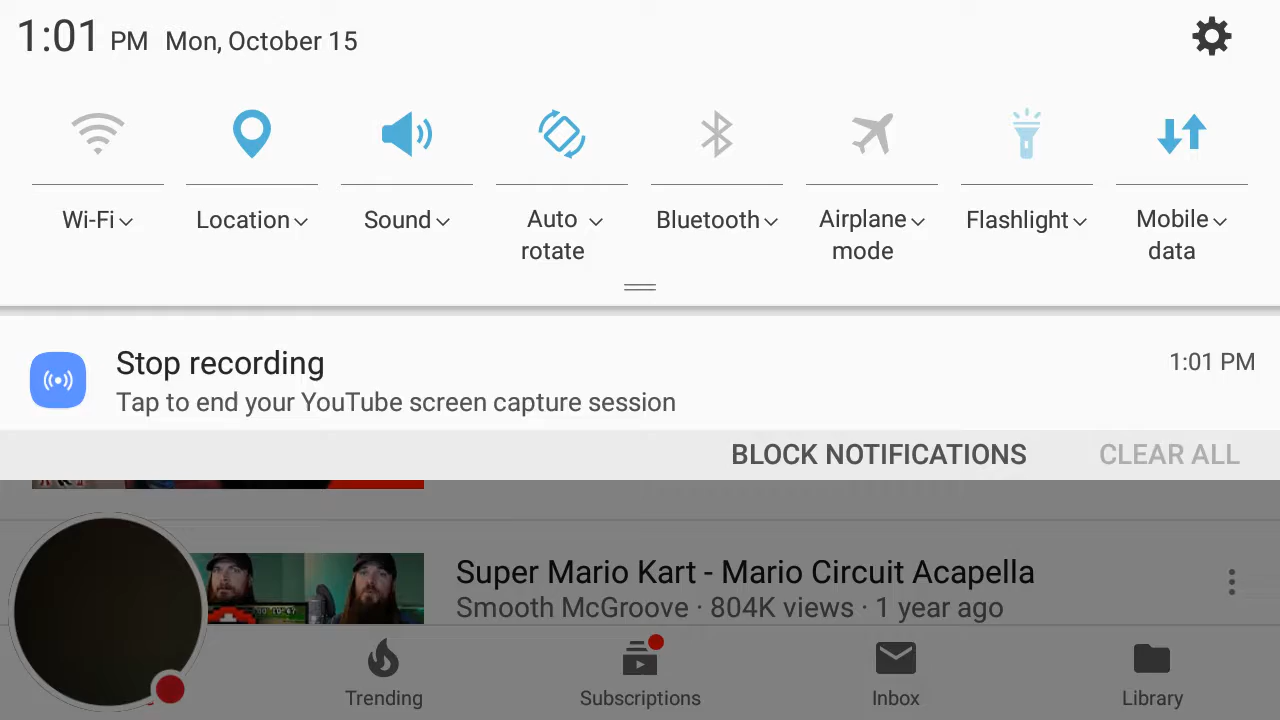 1:01 PM Mon, October 15
Wi-Fi
Location
Sound
Auto rotate
Bluetooth
Airplane mode
Flashlight
Mobile data
Stop recording
1:01 PM
Tap to end your YouTube screen capture session
BLOCK NOTIFICATIONS
CLEAR ALL
Super Mario Kart - Mario Circuit Acapella
Smooth McGroove · 804K views · 1 year ago
Trending
Subscriptions
Inbox
Library